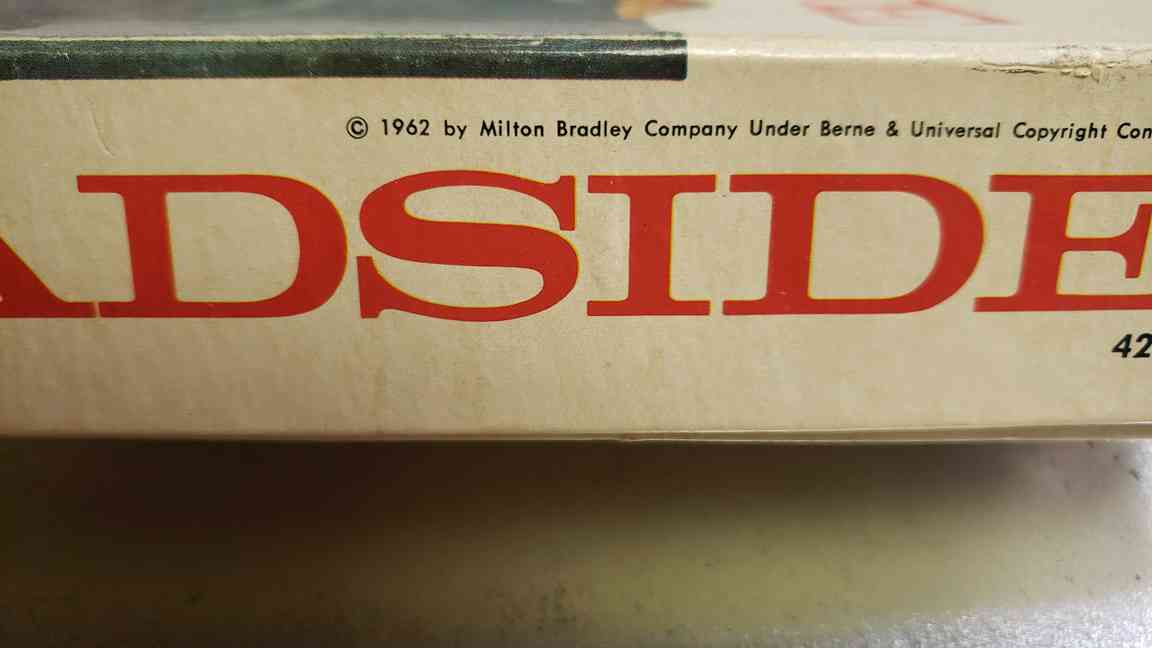 © 1962 by Milton Bradley Company Under Berne & Universal Copyright Con
ADSIDE
42